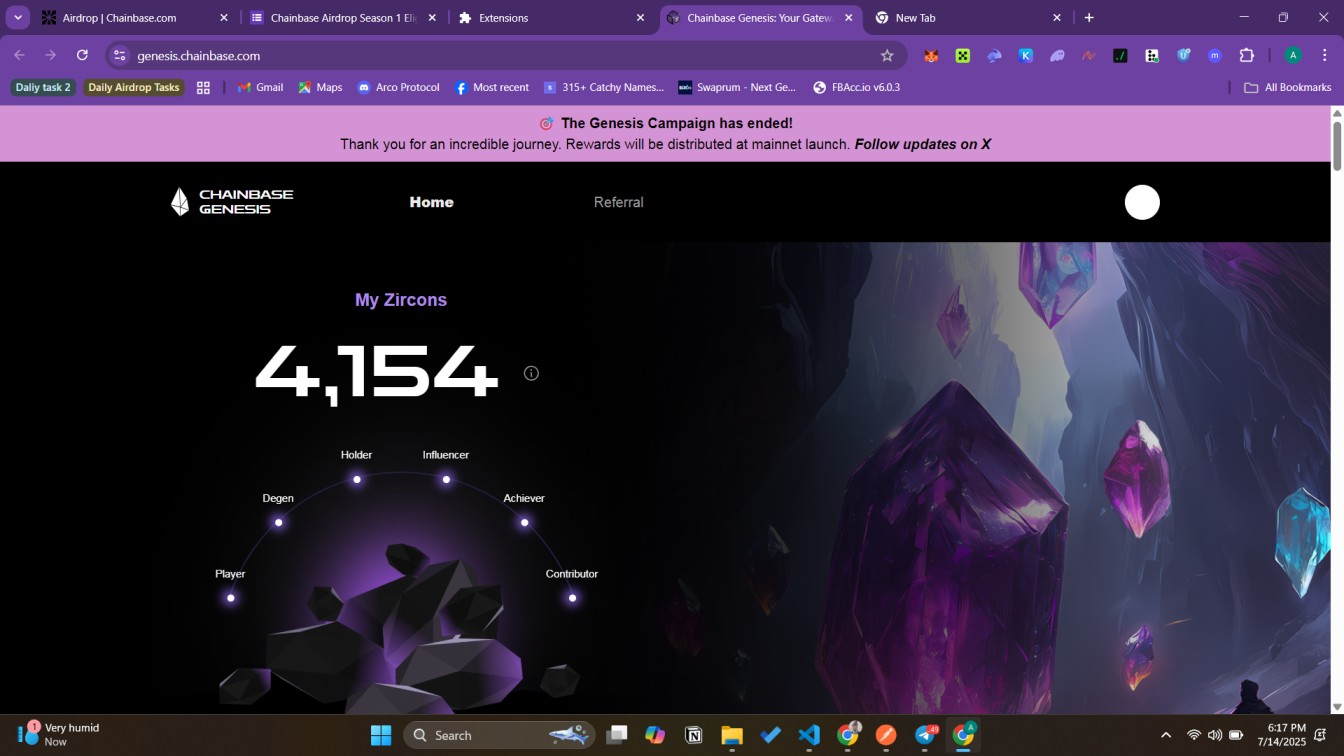 Airdrop | Chainbase.com
Chainbase Airdrop Season 1 Eli
Extensions
Chainbase Genesis: Your Gatew
New Tab
genesis.chainbase.com
A
Daliy task 2
Daily Airdrop Tasks
Gmail
Maps
Arco Protocol
Most recent
315+ Catchy Names...
Swaprum - Next Ge...
FBAcc.io v6.0.3
All Bookmarks
The Genesis Campaign has ended!
Thank you for an incredible journey. Rewards will be distributed at mainnet launch. Follow updates on X
CHAINBASE
GENESIS
Home
Referral
My Zircons
4,154
Holder
Influencer
Degen
Achiever
Player
Contributor
1
Very humid
Now
Search
49
A
6:17 PM
7/14/2025